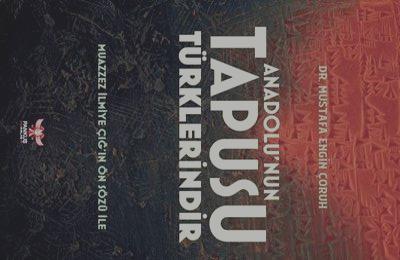 DR. MUSTAFA ENGİN ÇORUH
ANADOLU'NUN
TAPUSU
TÜRKLERİNDİR
MUAZZEZ İLMİYE ÇIĞ'IN ÖN SÖZÜ İLE